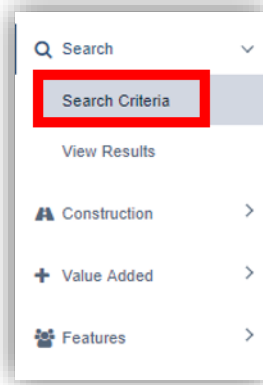 Search
Search Criteria
View Results
Construction
Value Added
Features